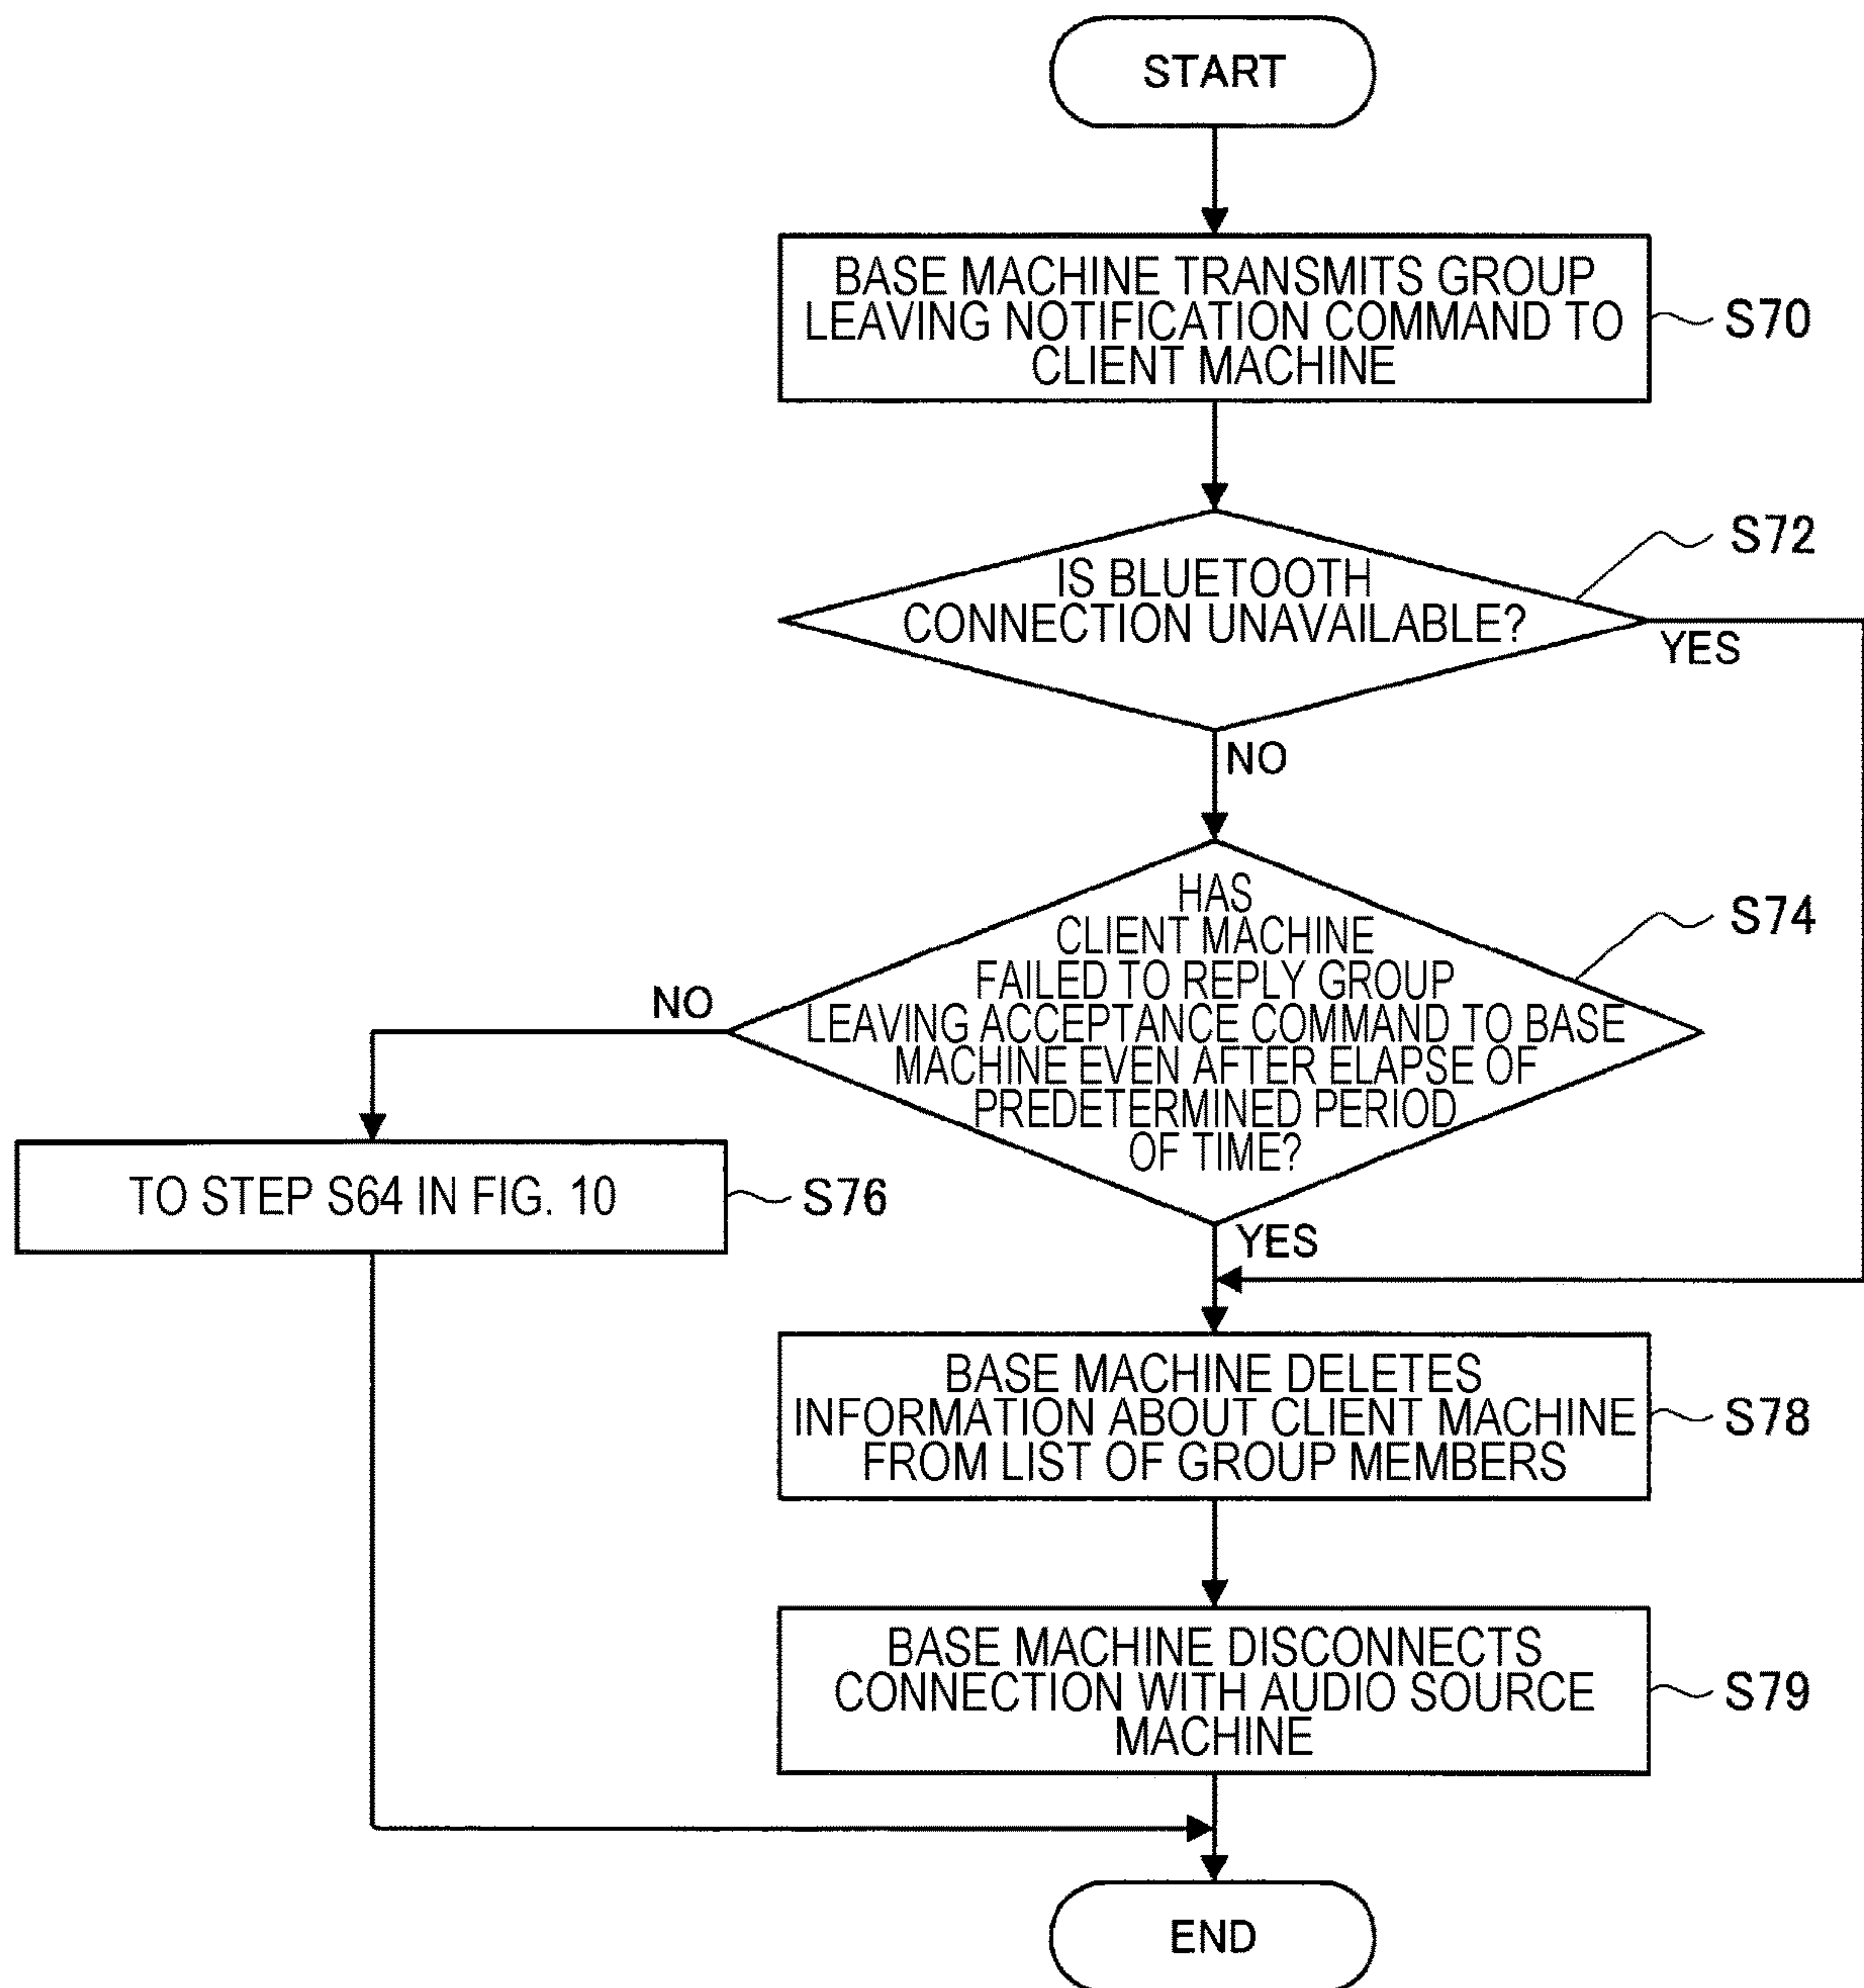 START
BASE MACHINE TRANSMITS GROUP
LEAVING NOTIFICATION COMMAND TO
CLIENT MACHINE
S70
IS BLUETOOTH
CONNECTION UNAVAILABLE?
S72
YES
NO
HAS
CLIENT MACHINE
FAILED TO REPLY GROUP
LEAVING ACCEPTANCE COMMAND TO BASE
MACHINE EVEN AFTER ELAPSE OF
PREDETERMINED PERIOD
OF TIME?
S74
NO
TO STEP S64 IN FIG. 10
S76
YES
BASE MACHINE DELETES
INFORMATION ABOUT CLIENT MACHINE
FROM LIST OF GROUP MEMBERS
S78
BASE MACHINE DISCONNECTS
CONNECTION WITH AUDIO SOURCE
MACHINE
S79
END